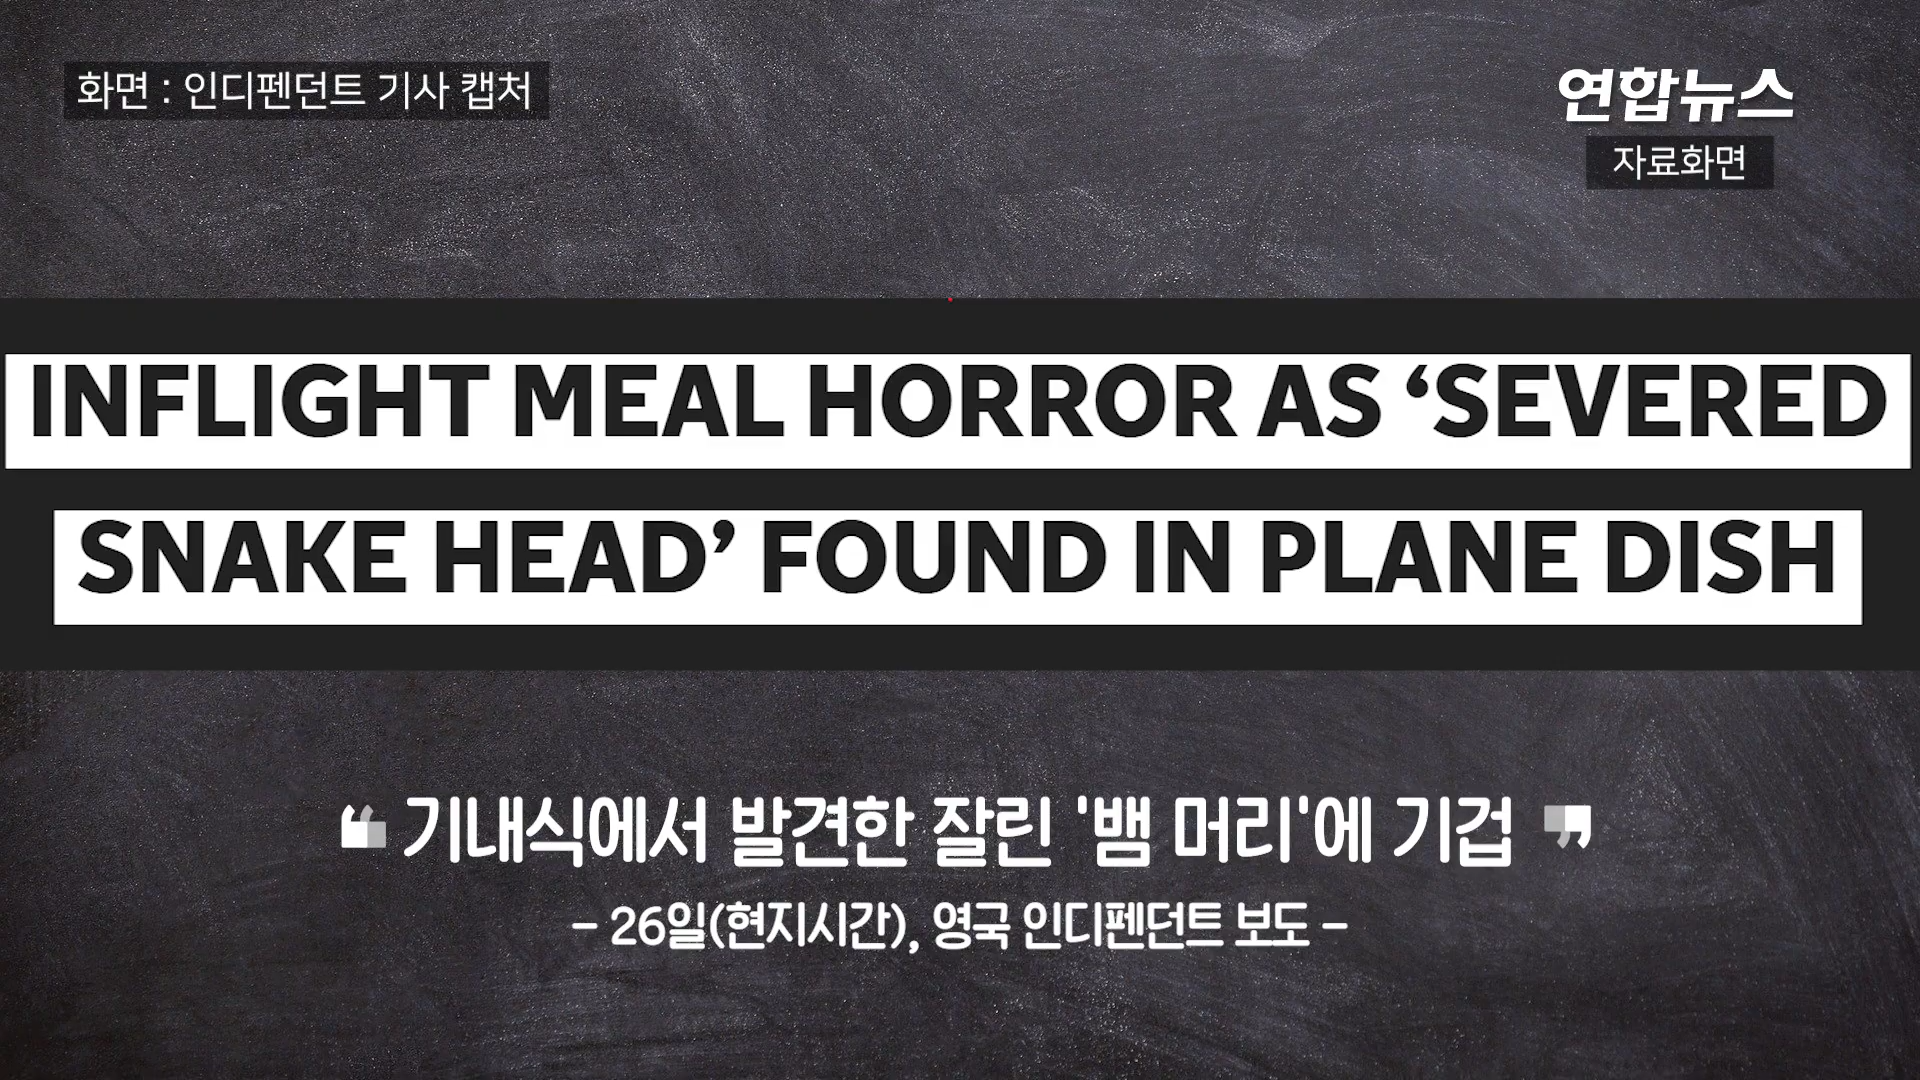 화면 : 인디펜던트 기사 캡처
연합뉴스
자료화면
INFLIGHT MEAL HORROR AS ‘SEVERED
SNAKE HEAD’ FOUND IN PLANE DISH
“ 기내식에서 발견한 잘린 '뱀 머리'에 기겁 ”
– 26일(현지시간), 영국 인디펜던트 보도 –